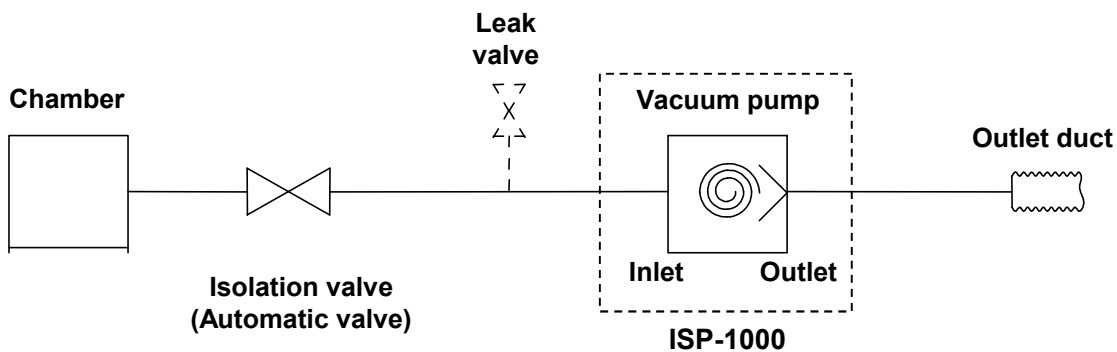 Leak
valve
Chamber
Vacuum pump
Outlet duct
Inlet
Outlet
Isolation valve
(Automatic valve)
ISP-1000